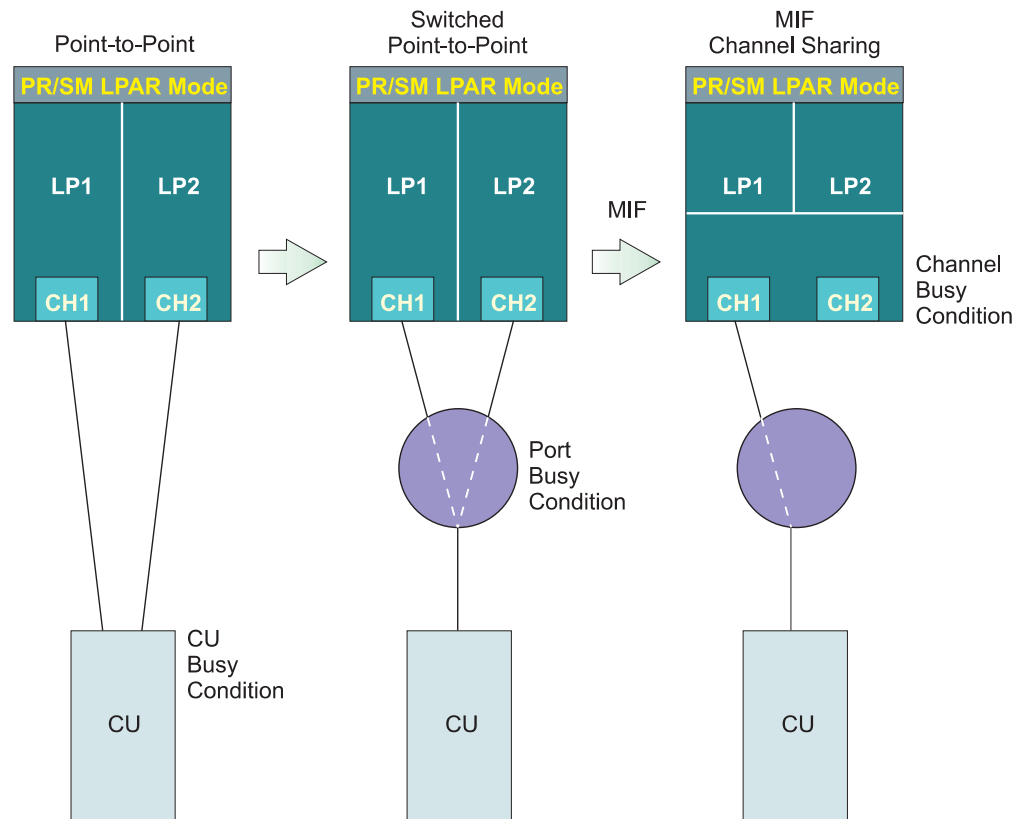 Point-to-Point
PR/SM LPAR Mode
LP1
LP2
CH1
CH2
CU
Busy
Condition
CU
Switched
Point-to-Point
PR/SM LPAR Mode
LP1
LP2
CH1
CH2
Port
Busy
Condition
CU
MIF
MIF
Channel Sharing
PR/SM LPAR Mode
LP1
LP2
CH1
CH2
Channel
Busy
Condition
CU